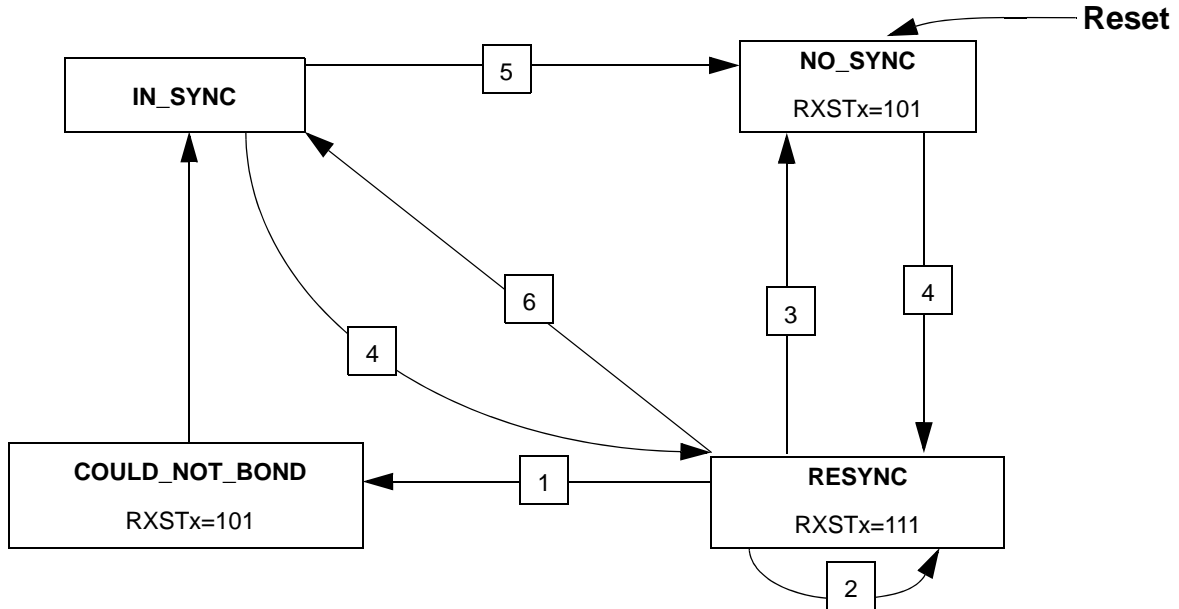 Reset
NO_SYNC
RXSTx=101
IN_SYNC
5
6
3
4
4
COULD_NOT_BOND
RXSTx=101
1
RESYNC
RXSTx=111
2